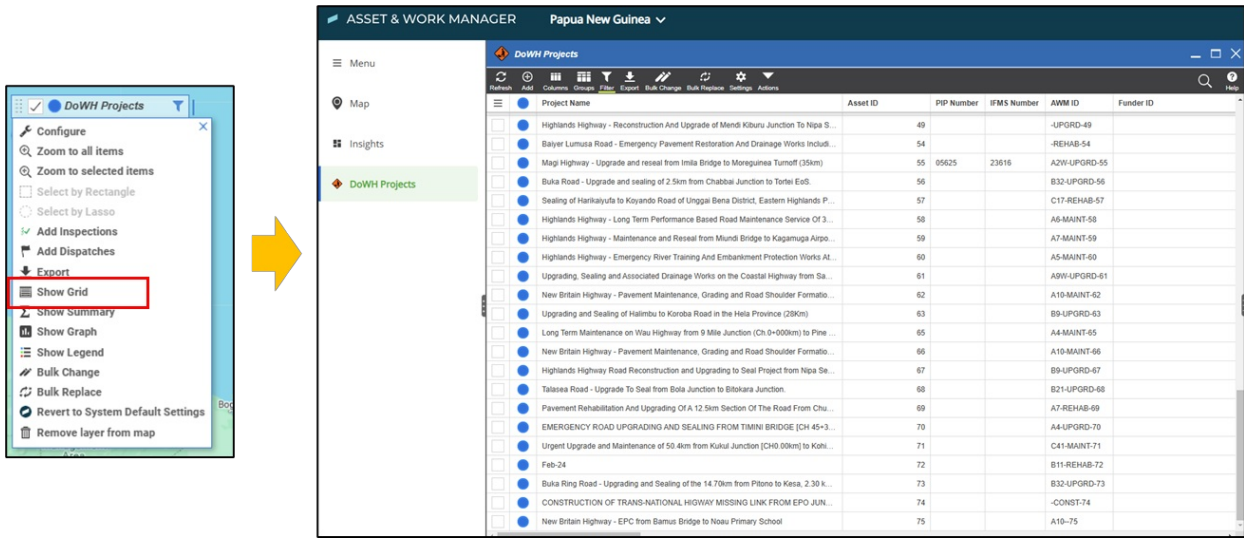 DoWH Projects
Configure
Zoom to all items
Zoom to selected items
Select by Rectangle
Select by Lasso
Add Inspections
Add Dispatches
Export
Show Grid
Show Summary
Show Graph
Show Legend
Bulk Change
Bulk Replace
Revert to System Default Settings
Remove layer from map
ASSET & WORK MANAGER Papua New Guinea
Menu
Map
Insights
DoWH Projects
DoWH Projects
Refresh Add Columns Groups Filter Export Bulk Change Bulk Replace Settings Actions Help
Project Name Asset ID PIP Number IFMS Number AWM ID Funder ID
Highlands Highway - Reconstruction And Upgrade of Mendi Kiburu Junction To Nipa S... 49 -UPGRD-49
Baiyer Lumusa Road - Emergency Pavement Restoration And Drainage Works Includi... 54 -REHAB-54
Magi Highway - Upgrade and reseal from Imila Bridge to Moreguinea Turnoff (35km) 55 05625 23616 A2W-UPGRD-55
Buka Road - Upgrade and sealing of 2.5km from Chabbai Junction to Tortei EoS. 56 B32-UPGRD-56
Sealing of Harikaiyufa to Koyando Road of Unggai Bena District, Eastern Highlands P... 57 C17-REHAB-57
Highlands Highway - Long Term Performance Based Road Maintenance Service Of 3... 58 A6-MAINT-58
Highlands Highway - Maintenance and Reseal from Miundi Bridge to Kagamuga Airpo... 59 A7-MAINT-59
Highlands Highway - Emergency River Training And Embankment Protection Works At... 60 A5-MAINT-60
Upgrading, Sealing and Associated Drainage Works on the Coastal Highway from Sa... 61 A9W-UPGRD-61
New Britain Highway - Pavement Maintenance, Grading and Road Shoulder Formatio... 62 A10-MAINT-62
Upgrading and Sealing of Halimbu to Koroba Road in the Hela Province (28Km) 63 B9-UPGRD-63
Long Term Maintenance on Wau Highway from 9 Mile Junction (Ch.0+000km) to Pine ... 65 A4-MAINT-65
New Britain Highway - Pavement Maintenance, Grading and Road Shoulder Formatio... 66 A10-MAINT-66
Highlands Highway Road Reconstruction and Upgrading to Seal Project from Nipa Se... 67 B9-UPGRD-67
Talasea Road - Upgrade To Seal from Bola Junction to Bitokara Junction. 68 B21-UPGRD-68
Pavement Rehabilitation And Upgrading Of A 12.5km Section Of The Road From Chu... 69 A7-REHAB-69
EMERGENCY ROAD UPGRADING AND SEALING FROM TIMINI BRIDGE [CH 45+3... 70 A4-UPGRD-70
Urgent Upgrade and Maintenance of 50.4km from Kukul Junction [CH0.00km] to Kohi... 71 C41-MAINT-71
Feb-24 72 B11-REHAB-72
Buka Ring Road - Upgrading and Sealing of the 14.70km from Pitono to Kesa, 2.30 k... 73 B32-UPGRD-73
CONSTRUCTION OF TRANS-NATIONAL HIGWAY MISSING LINK FROM EPO JUN... 74 -CONST-74
New Britain Highway - EPC from Bamus Bridge to Noau Primary School 75 A10--75